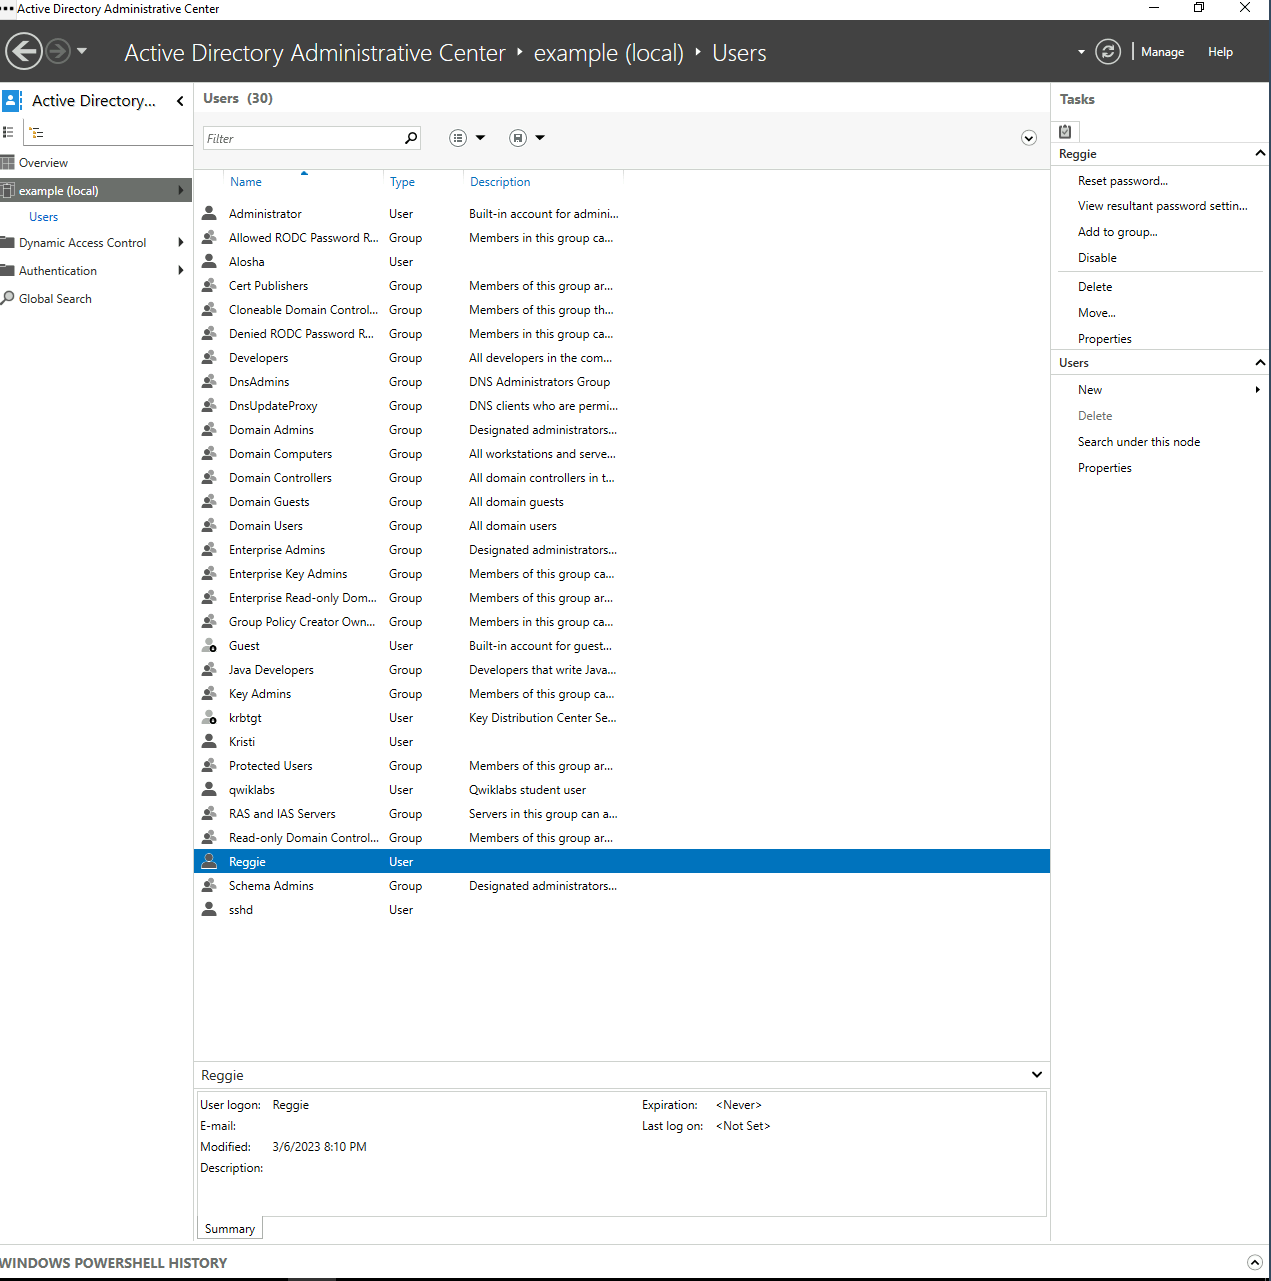 Active Directory Administrative Center
Active Directory Administrative Center • example (local) • Users
Manage
Help
Active Directory...
Overview
example (local)
Users
Dynamic Access Control
Authentication
Global Search
Users (30)
Filter
Name Type Description
Administrator User Built-in account for admini...
Allowed RODC Password R... Group Members in this group ca...
Alosha User
Cert Publishers Group Members of this group ar...
Cloneable Domain Control... Group Members of this group th...
Denied RODC Password R... Group Members in this group ca...
Developers Group All developers in the com...
DnsAdmins Group DNS Administrators Group
DnsUpdateProxy Group DNS clients who are permi...
Domain Admins Group Designated administrators...
Domain Computers Group All workstations and serve...
Domain Controllers Group All domain controllers in t...
Domain Guests Group All domain guests
Domain Users Group All domain users
Enterprise Admins Group Designated administrators...
Enterprise Key Admins Group Members of this group ca...
Enterprise Read-only Dom... Group Members of this group ar...
Group Policy Creator Own... Group Members in this group ca...
Guest User Built-in account for guest...
Java Developers Group Developers that write Java...
Key Admins Group Members of this group ca...
krbtgt User Key Distribution Center Se...
Kristi User
Protected Users Group Members of this group ar...
qwiklabs User Qwiklabs student user
RAS and IAS Servers Group Servers in this group can a...
Read-only Domain Control... Group Members of this group ar...
Reggie User
Schema Admins Group Designated administrators...
sshd User
Reggie
User logon: Reggie Expiration: <Never>
E-mail: Last log on: <Not Set>
Modified: 3/6/2023 8:10 PM
Description:
Summary
Tasks
Reggie
Reset password...
View resultant password settin...
Add to group...
Disable
Delete
Move...
Properties
Users
New
Delete
Search under this node
Properties
WINDOWS POWERSHELL HISTORY